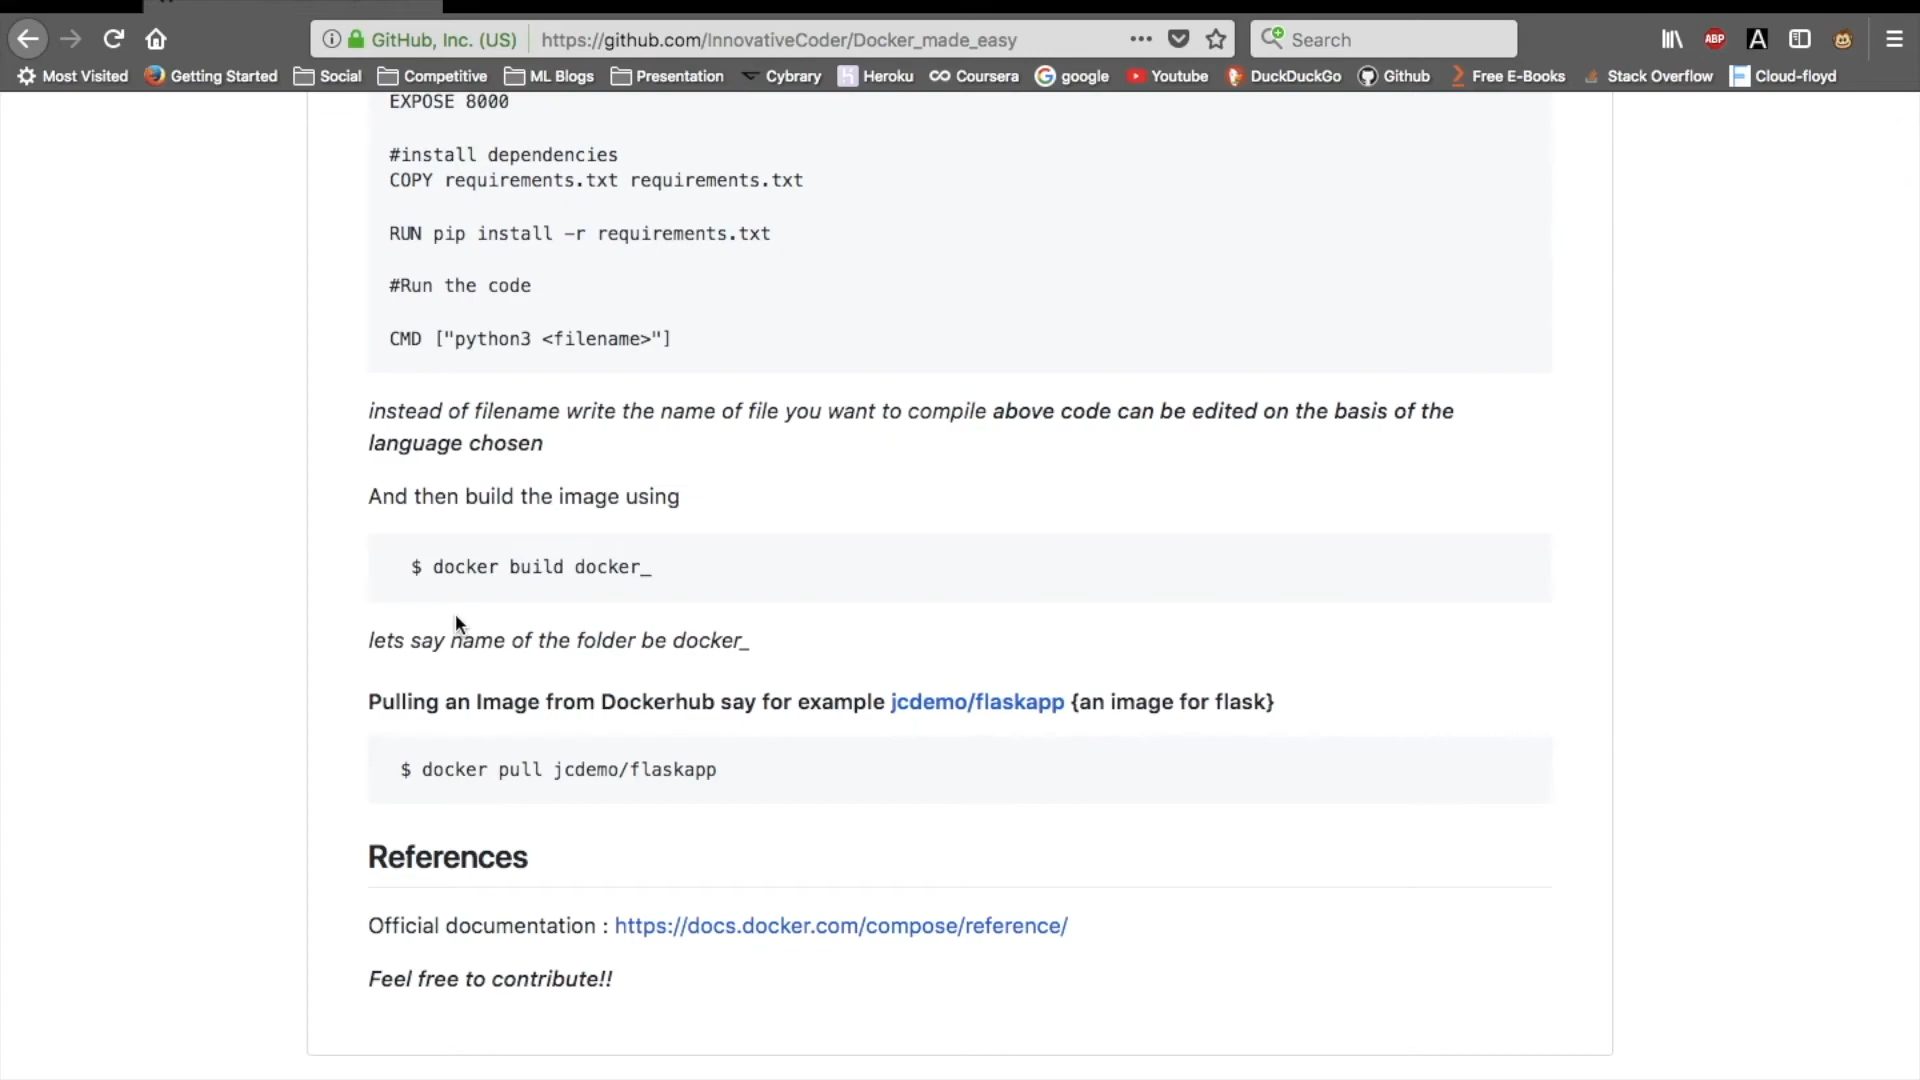 GitHub, Inc. (US) https://github.com/InnovativeCoder/Docker_made_easy Search ABP A
Most Visited Getting Started Social Competitive ML Blogs Presentation Cybrary Heroku Coursera google Youtube DuckDuckGo Github Free E-Books Stack Overflow Cloud-floyd
EXPOSE 8000
#install dependencies
COPY requirements.txt requirements.txt
RUN pip install -r requirements.txt
#Run the code
CMD ["python3 <filename>"]
instead of filename write the name of file you want to compile above code can be edited on the basis of the
language chosen
And then build the image using
$ docker build docker_
lets say name of the folder be docker_
Pulling an Image from Dockerhub say for example jcdemo/flaskapp {an image for flask}
$ docker pull jcdemo/flaskapp
References
Official documentation : https://docs.docker.com/compose/reference/
Feel free to contribute!!